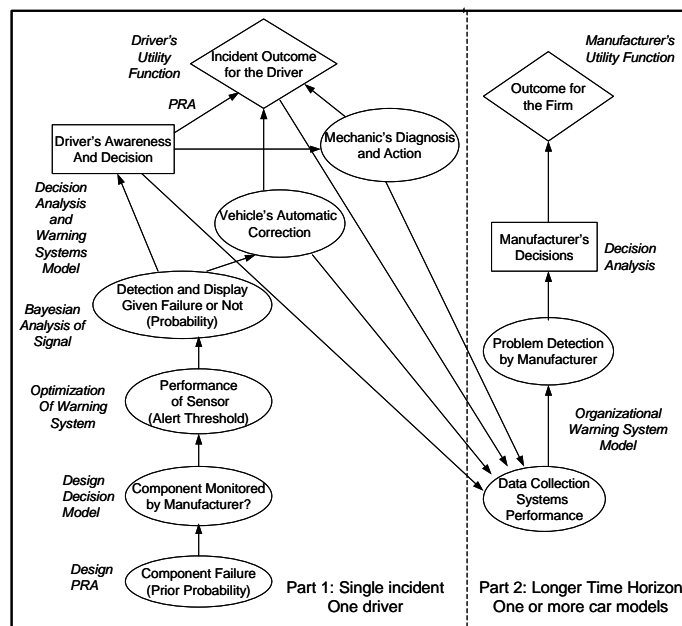 Driver's
Utility
Function
Incident Outcome
for the Driver
PRA
Driver's Awareness
And Decision
Mechanic's Diagnosis
and Action
Decision
Analysis
and
Warning
Systems
Model
Vehicle's Automatic
Correction
Detection and Display
Given Failure or Not
(Probability)
Bayesian
Analysis of
Signal
Optimization
Of Warning
System
Performance
of Sensor
(Alert Threshold)
Design
Decision
Model
Component Monitored
by Manufacturer?
Design
PRA
Component Failure
(Prior Probability)
Part 1: Single incident
One driver
Manufacturer's
Utility Function
Outcome for
the Firm
Manufacturer's
Decisions
Decision
Analysis
Problem Detection
by Manufacturer
Organizational
Warning System
Model
Data Collection
Systems
Performance
Part 2: Longer Time Horizon
One or more car models